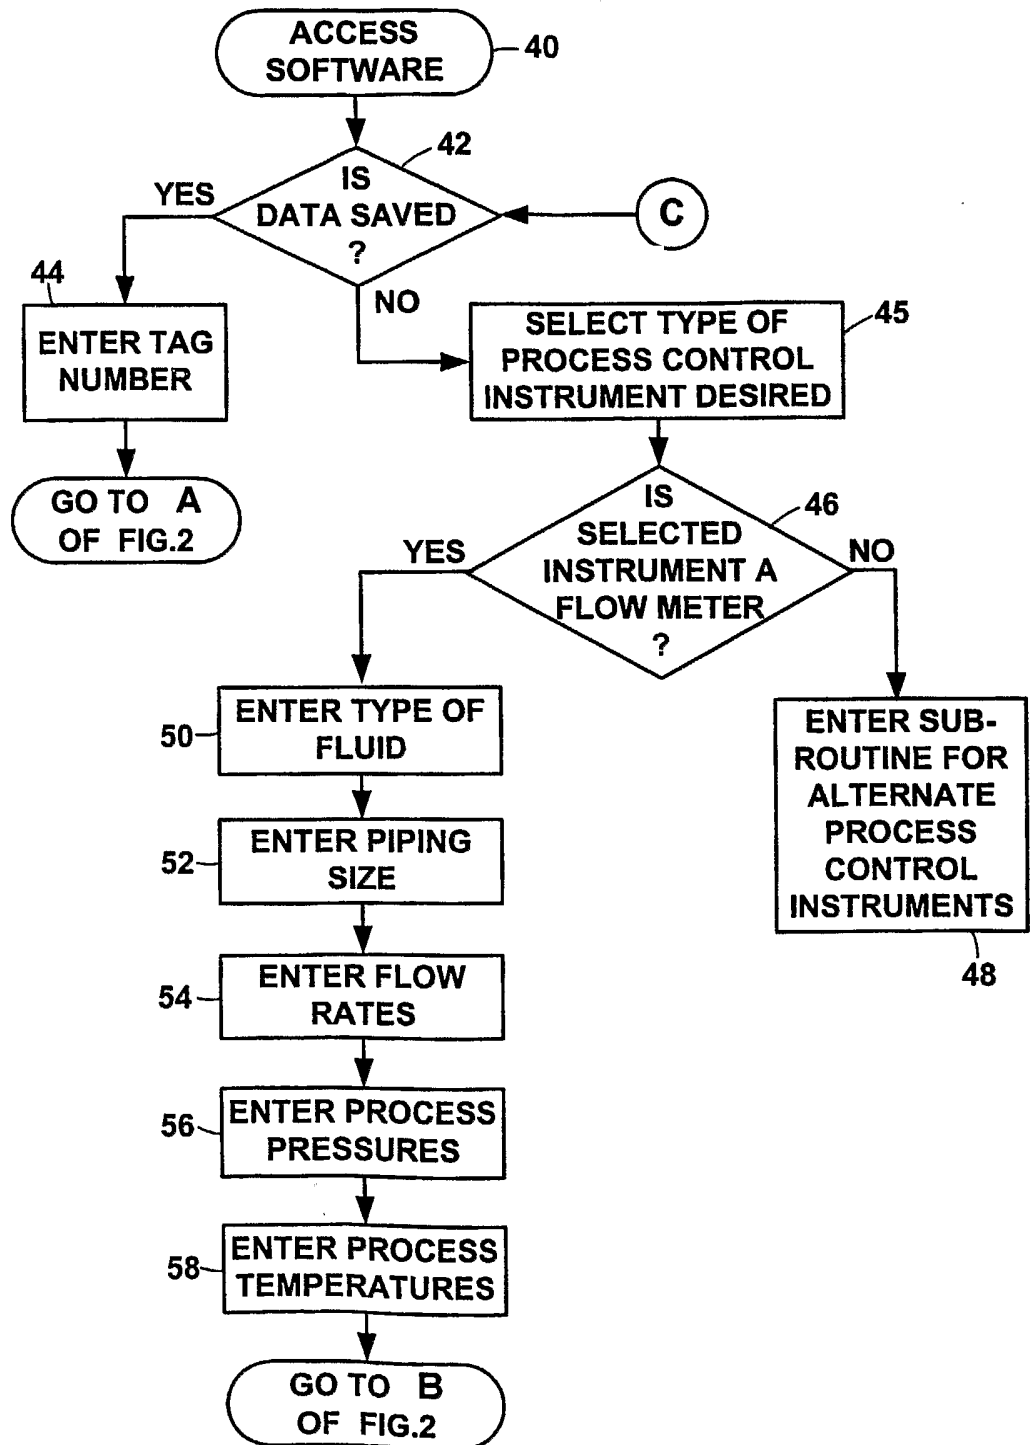 ACCESS
SOFTWARE
40
42
IS
DATA SAVED
?
YES
C
NO
44
ENTER TAG
NUMBER
GO TO A
OF FIG.2
SELECT TYPE OF
PROCESS CONTROL
INSTRUMENT DESIRED
45
IS
SELECTED
INSTRUMENT A
FLOW METER
?
46
YES
NO
50
ENTER TYPE OF
FLUID
ENTER SUB-
ROUTINE FOR
ALTERNATE
PROCESS
CONTROL
INSTRUMENTS
48
52
ENTER PIPING
SIZE
54
ENTER FLOW
RATES
56
ENTER PROCESS
PRESSURES
58
ENTER PROCESS
TEMPERATURES
GO TO B
OF FIG.2